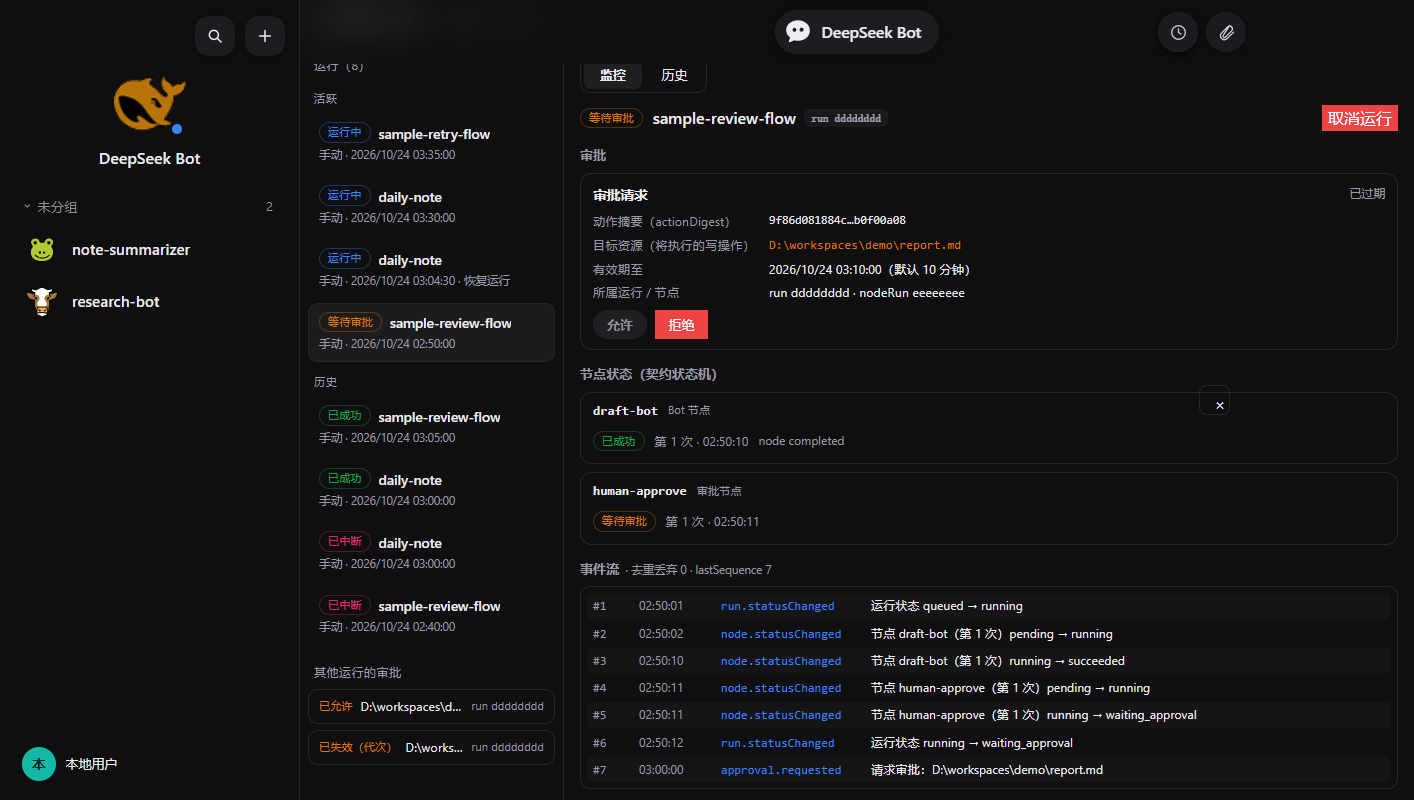 DeepSeek Bot
DeepSeek Bot
未分组 2
note-summarizer
research-bot
本 本地用户
运行（8）
活跃
运行中 sample-retry-flow
手动 · 2026/10/24 03:35:00
运行中 daily-note
手动 · 2026/10/24 03:30:00
运行中 daily-note
手动 · 2026/10/24 03:04:30 · 恢复运行
等待审批 sample-review-flow
手动 · 2026/10/24 02:50:00
历史
已成功 sample-review-flow
手动 · 2026/10/24 03:05:00
已成功 daily-note
手动 · 2026/10/24 03:00:00
已中断 daily-note
手动 · 2026/10/24 03:00:00
已中断 sample-review-flow
手动 · 2026/10/24 02:40:00
其他运行的审批
已允许 D:\workspaces\d... run dddddddd
已失效（代次） D:\works... run dddddddd
监控 历史
等待审批 sample-review-flow run dddddddd 取消运行
审批
审批请求 已过期
动作摘要（actionDigest） 9f86d081884c…b0f00a08
目标资源（将执行的写操作） D:\workspaces\demo\report.md
有效期至 2026/10/24 03:10:00（默认 10 分钟）
所属运行 / 节点 run dddddddd · nodeRun eeeeeeee
允许 拒绝
节点状态（契约状态机）
draft-bot Bot 节点
已成功 第 1 次 · 02:50:10 node completed
human-approve 审批节点
等待审批 第 1 次 · 02:50:11
事件流 · 去重丢弃 0 · lastSequence 7
#1 02:50:01 run.statusChanged 运行状态 queued → running
#2 02:50:02 node.statusChanged 节点 draft-bot（第 1 次）pending → running
#3 02:50:10 node.statusChanged 节点 draft-bot（第 1 次）running → succeeded
#4 02:50:11 node.statusChanged 节点 human-approve（第 1 次）pending → running
#5 02:50:11 node.statusChanged 节点 human-approve（第 1 次）running → waiting_approval
#6 02:50:12 run.statusChanged 运行状态 running → waiting_approval
#7 03:00:00 approval.requested 请求审批：D:\workspaces\demo\report.md